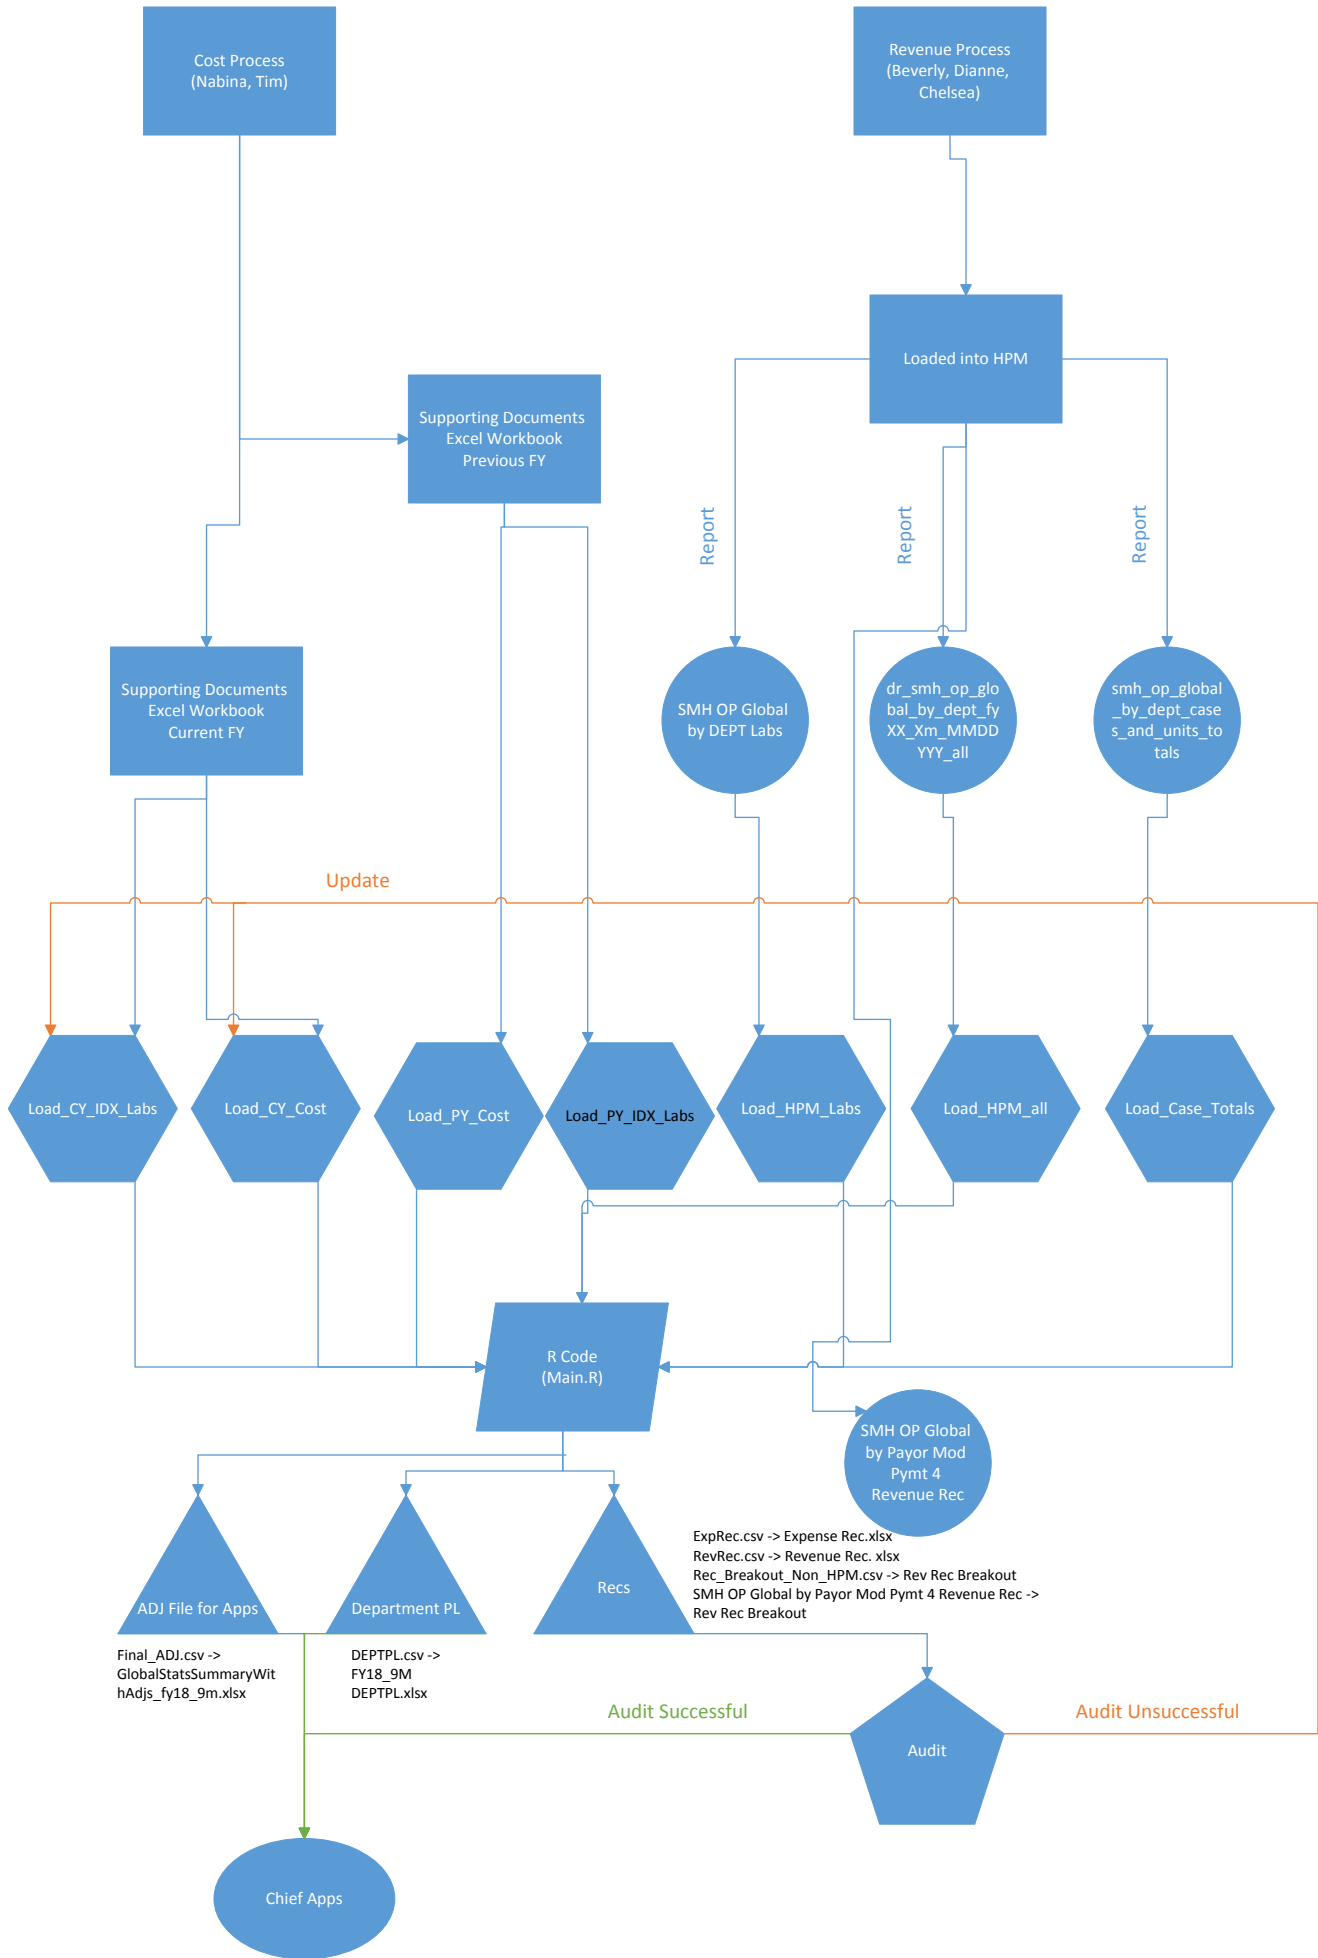 Cost Process
(Nabina, Tim)
Revenue Process
(Beverly, Dianne,
Chelsea)
Loaded into HPM
Supporting Documents
Excel Workbook
Previous FY
Report
Report
Report
Supporting Documents
Excel Workbook
Current FY
SMH OP Global
by DEPT Labs
dr_smh_op_glo
bal_by_dept_fy
XX_Xm_MMDD
YYY_all
smh_op_global
_by_dept_case
s_and_units_to
tals
Update
Load_CY_IDX_Labs
Load_CY_Cost
Load_PY_Cost
Load_PY_IDX_Labs
Load_HPM_Labs
Load_HPM_all
Load_Case_Totals
R Code
(Main.R)
SMH OP Global
by Payor Mod
Pymt 4
Revenue Rec
ADJ File for Apps
Department PL
Recs
ExpRec.csv -> Expense Rec.xlsx
RevRec.csv -> Revenue Rec. xlsx
Rec_Breakout_Non_HPM.csv -> Rev Rec Breakout
SMH OP Global by Payor Mod Pymt 4 Revenue Rec ->
Rev Rec Breakout
Final_ADJ.csv ->
GlobalStatsSummaryWit
hAdjs_fy18_9m.xlsx
DEPTPL.csv ->
FY18_9M
DEPTPL.xlsx
Audit Successful
Audit Unsuccessful
Audit
Chief Apps